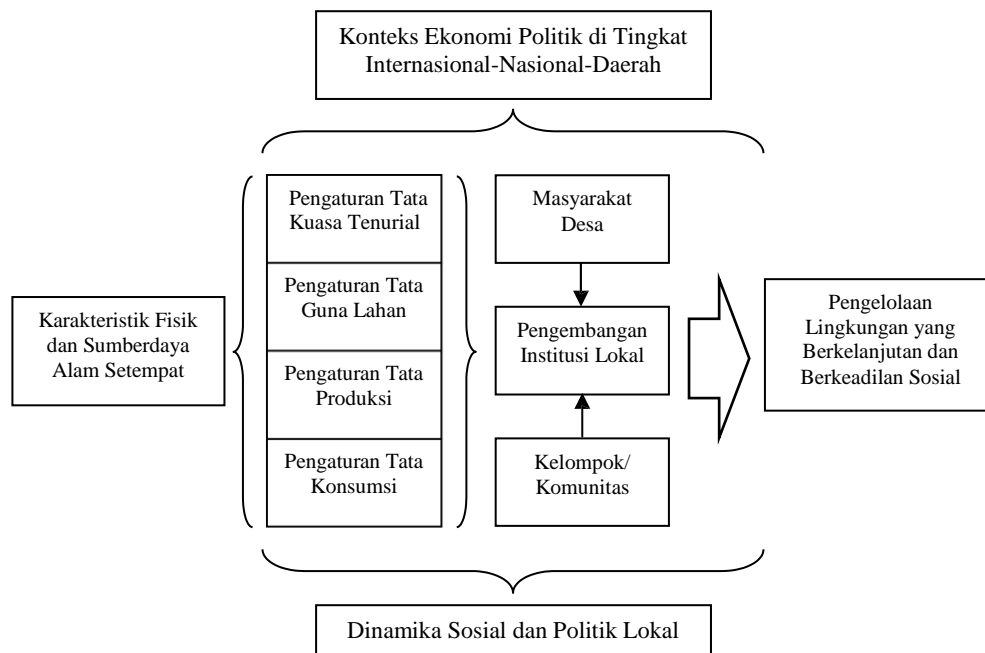 Konteks Ekonomi Politik di Tingkat
Internasional-Nasional-Daerah
Karakteristik Fisik
dan Sumberdaya
Alam Setempat
Pengaturan Tata
Kuasa Tenurial
Pengaturan Tata
Guna Lahan
Pengaturan Tata
Produksi
Pengaturan Tata
Konsumsi
Masyarakat
Desa
Pengembangan
Institusi Lokal
Kelompok/
Komunitas
Pengelolaan
Lingkungan yang
Berkelanjutan dan
Berkeadilan Sosial
Dinamika Sosial dan Politik Lokal